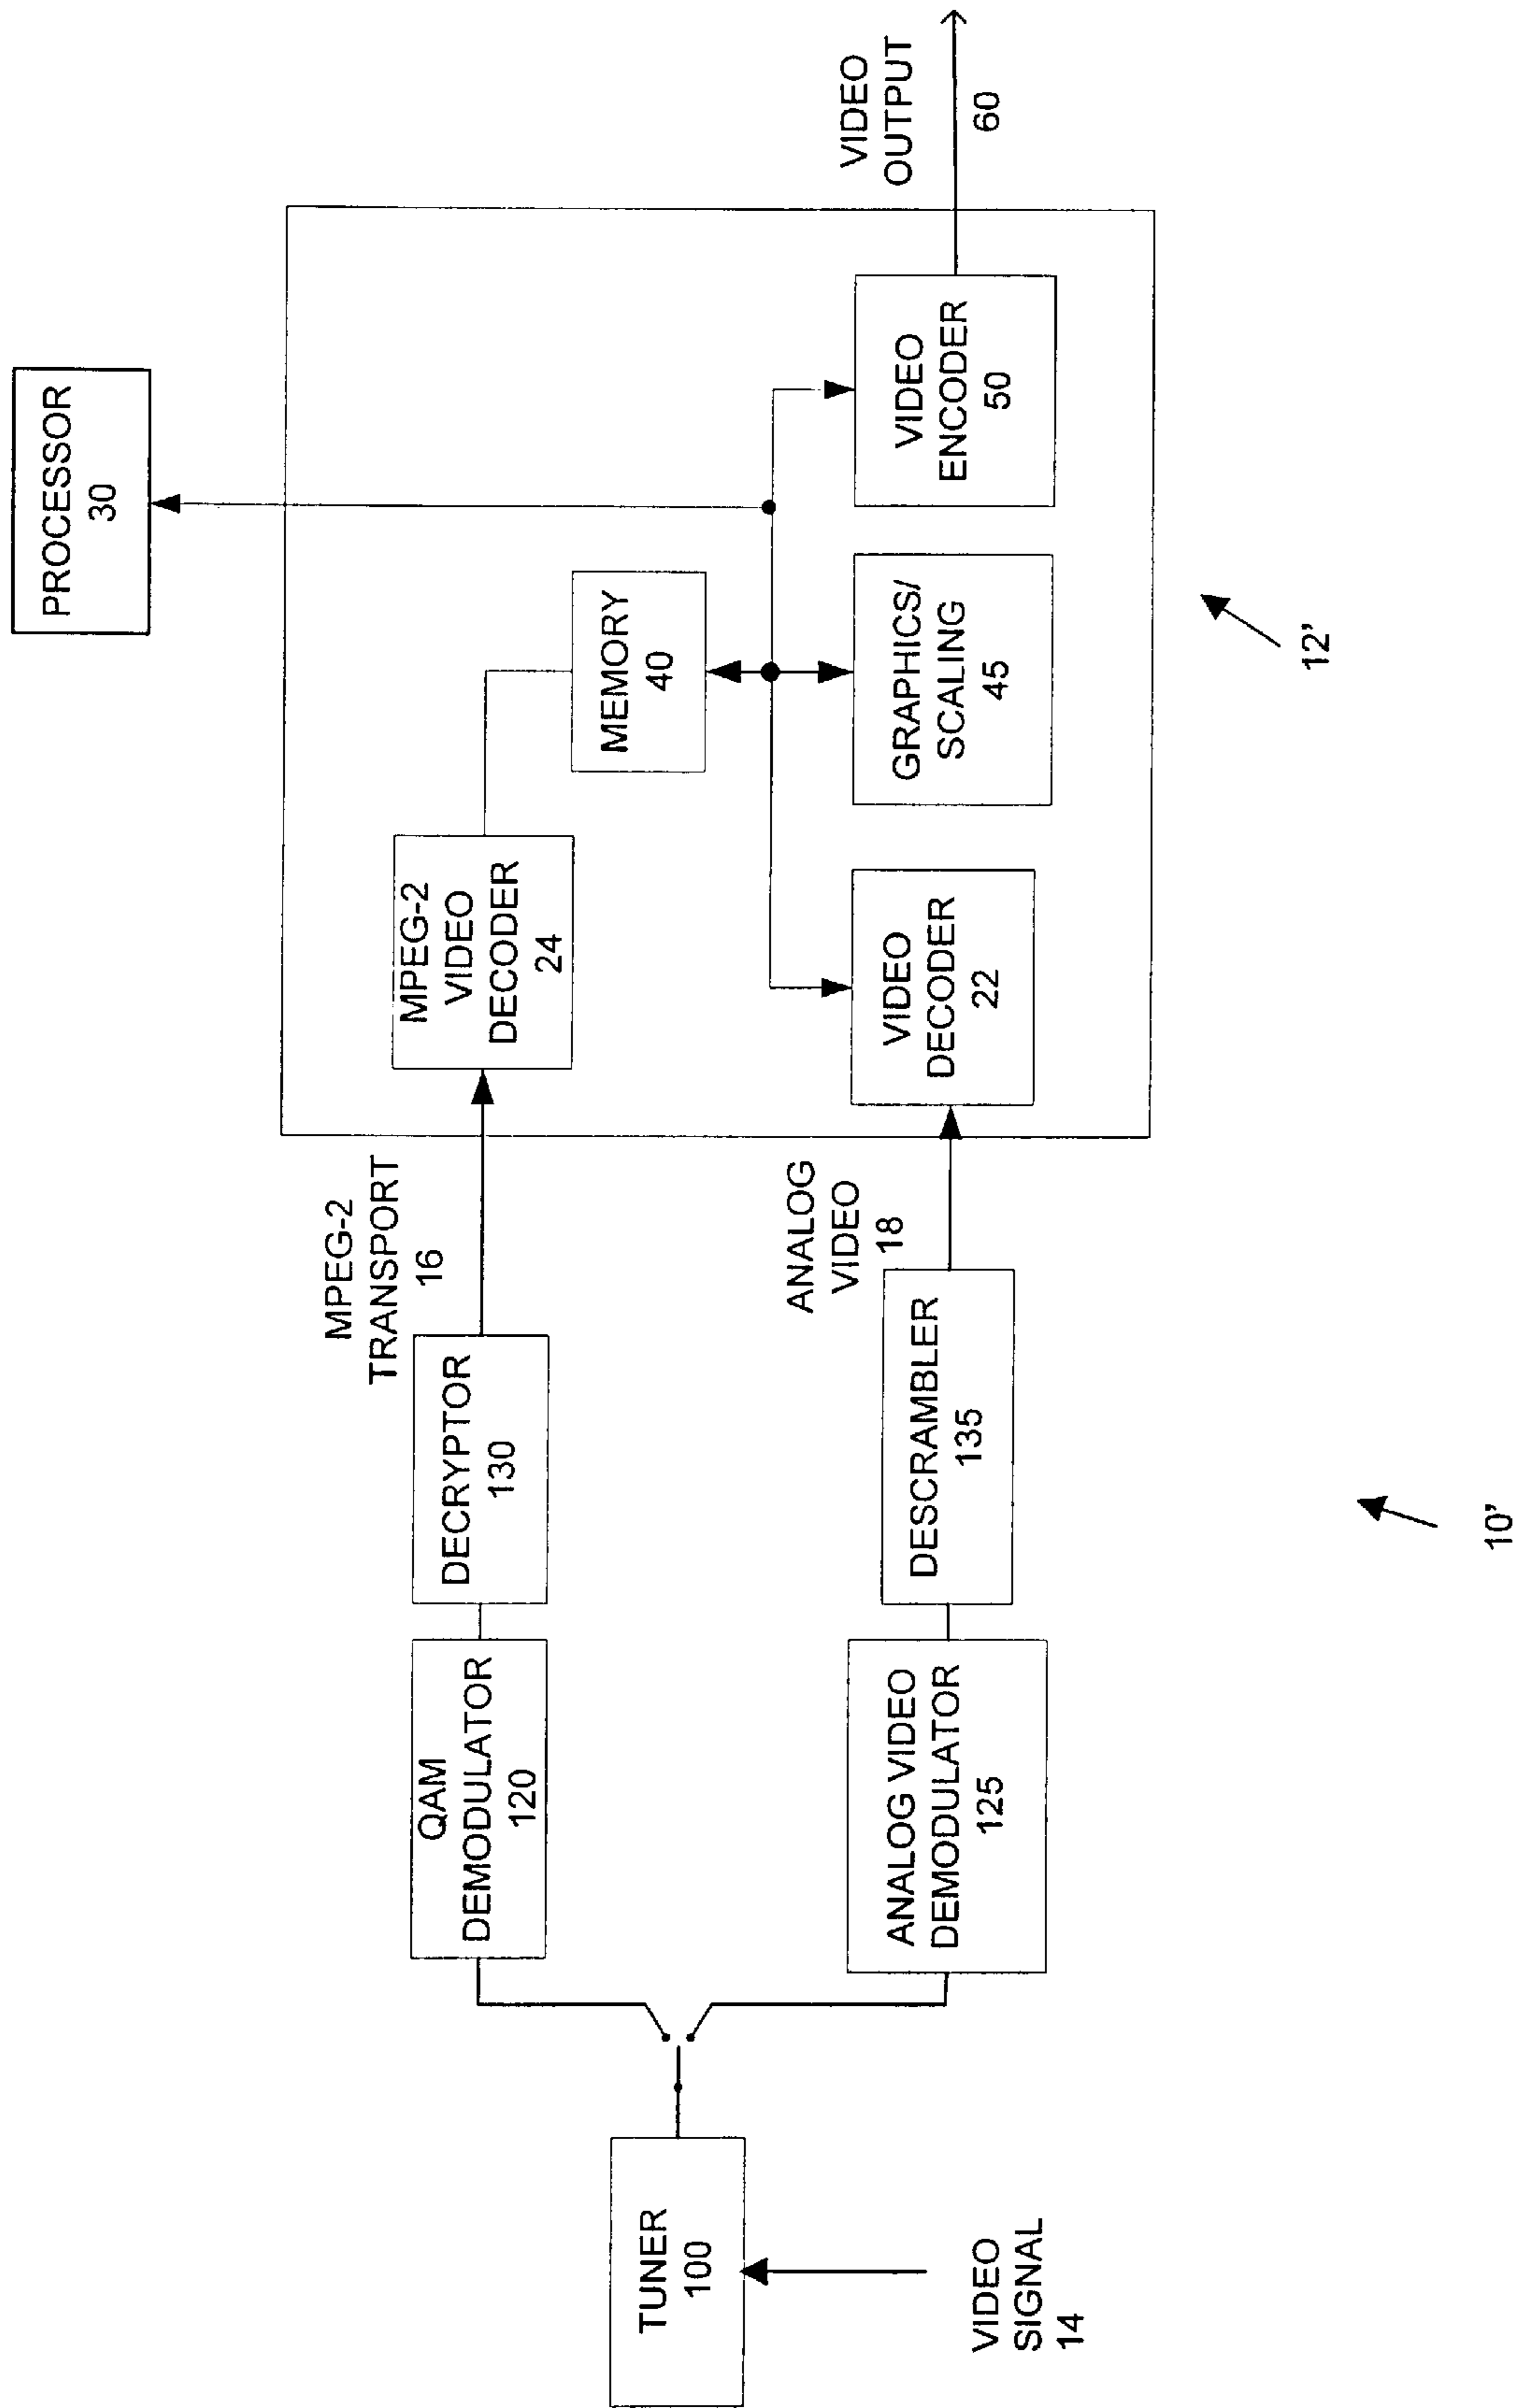 PROCESSOR
30
MPEG-2
VIDEO
DECODER
24
MEMORY
40
VIDEO
DECODER
22
GRAPHICS/
SCALING
45
VIDEO
ENCODER
50
VIDEO
OUTPUT
60
12'
MPEG-2
TRANSPORT
16
ANALOG
VIDEO
18
QAM
DEMODULATOR
120
DECRYPTOR
130
ANALOG VIDEO
DEMODULATOR
125
DESCRAMBLER
135
TUNER
100
VIDEO
SIGNAL
14
10'